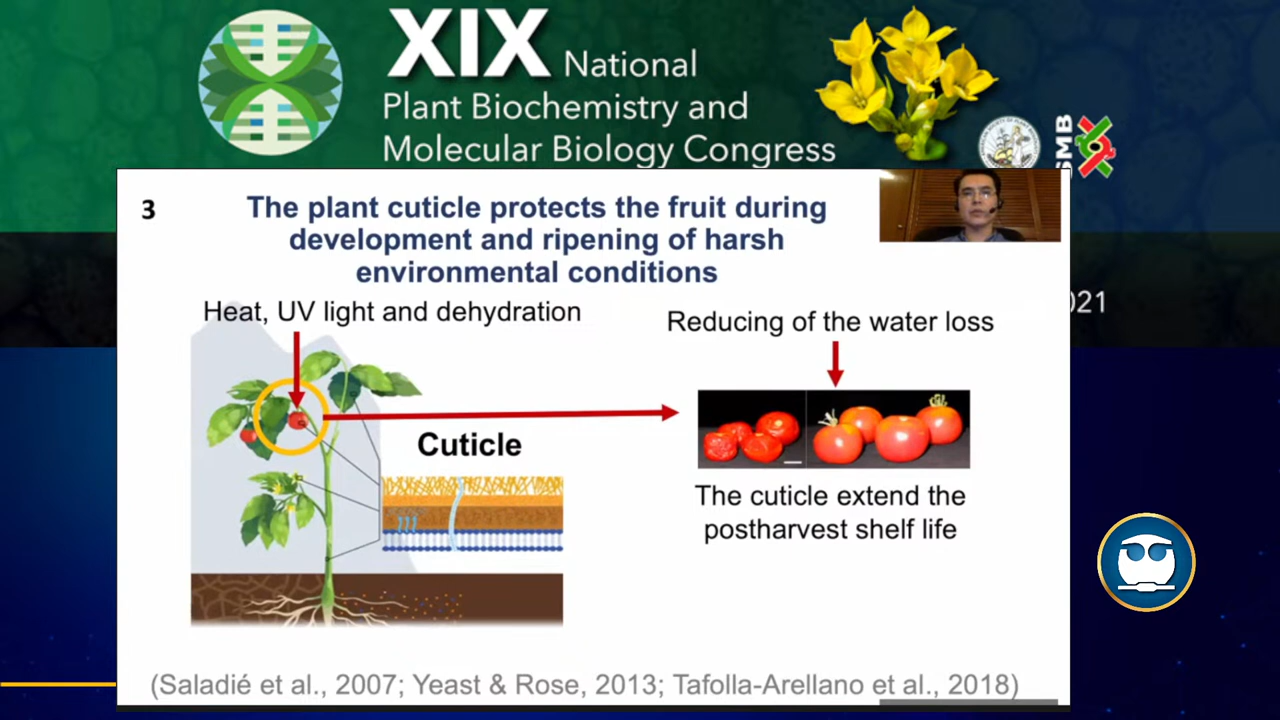 XIX National
Plant Biochemistry and
Molecular Biology Congress
SMB
3
The plant cuticle protects the fruit during
development and ripening of harsh
environmental conditions
Heat, UV light and dehydration
Reducing of the water loss
021
Cuticle
The cuticle extend the
postharvest shelf life
(Saladié et al., 2007; Yeast & Rose, 2013; Tafolla-Arellano et al., 2018)